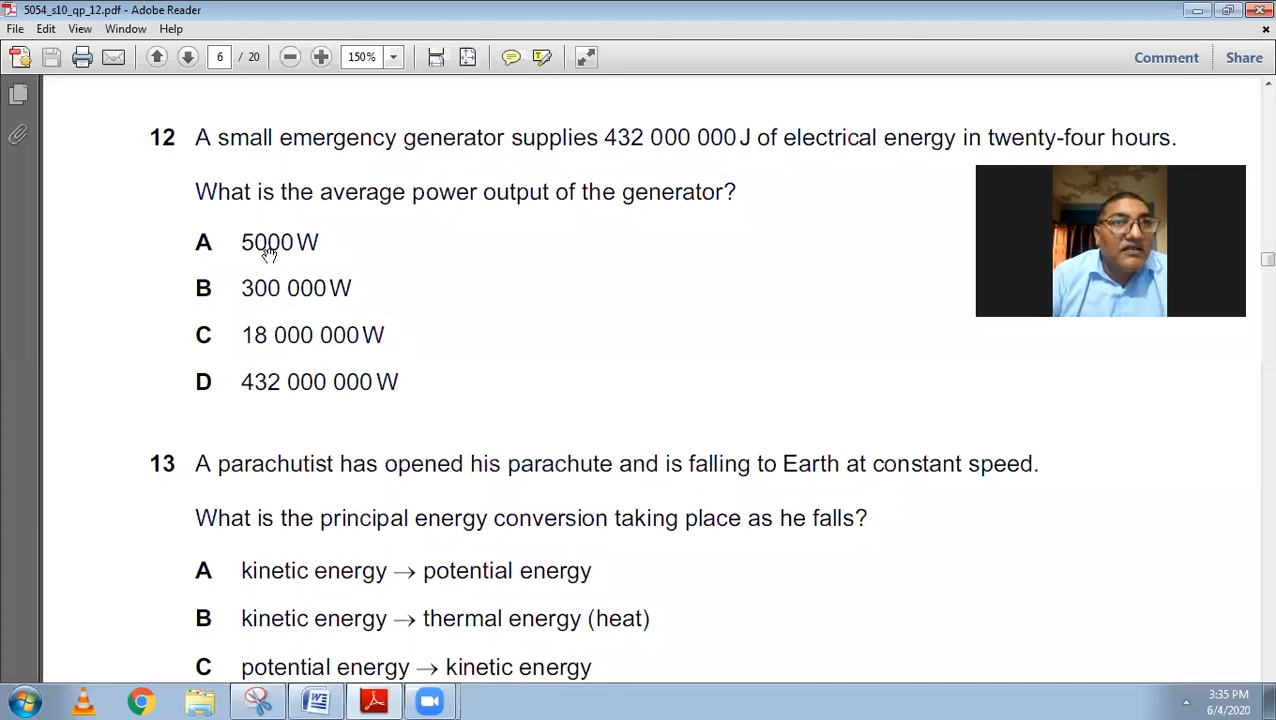 5054_s10_qp_12.pdf - Adobe Reader
File Edit View Window Help
6 / 20 150% Comment Share
12 A small emergency generator supplies 432 000 000 J of electrical energy in twenty-four hours.
What is the average power output of the generator?
A 5000 W
B 300 000 W
C 18 000 000 W
D 432 000 000 W
13 A parachutist has opened his parachute and is falling to Earth at constant speed.
What is the principal energy conversion taking place as he falls?
A kinetic energy → potential energy
B kinetic energy → thermal energy (heat)
C potential energy → kinetic energy
3:35 PM
6/4/2020